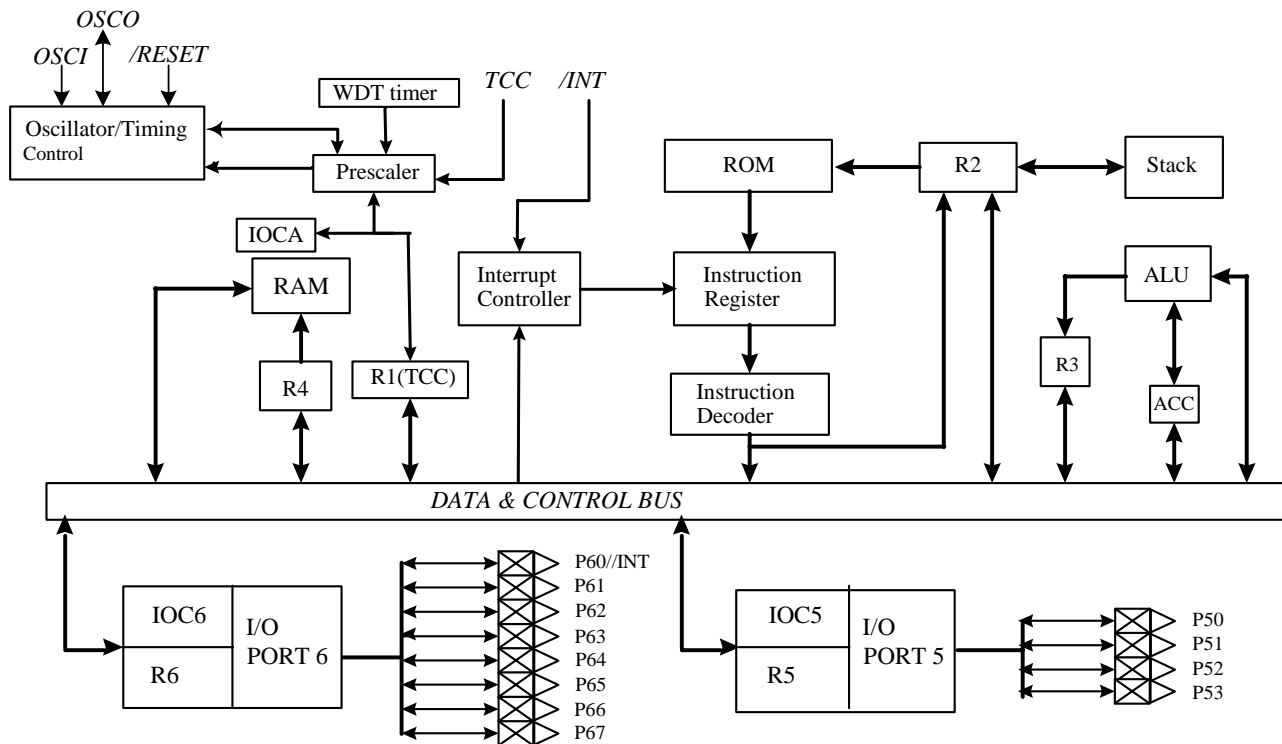 OSCO
OSCI
/RESET
WDT timer
TCC
/INT
Oscillator/Timing
Control
Prescaler
ROM
R2
Stack
IOCA
RAM
Interrupt
Controller
Instruction
Register
ALU
R4
R1(TCC)
Instruction
Decoder
R3
ACC
DATA & CONTROL BUS
IOC6
R6
I/O
PORT 6
P60//INT
P61
P62
P63
P64
P65
P66
P67
IOC5
R5
I/O
PORT 5
P50
P51
P52
P53